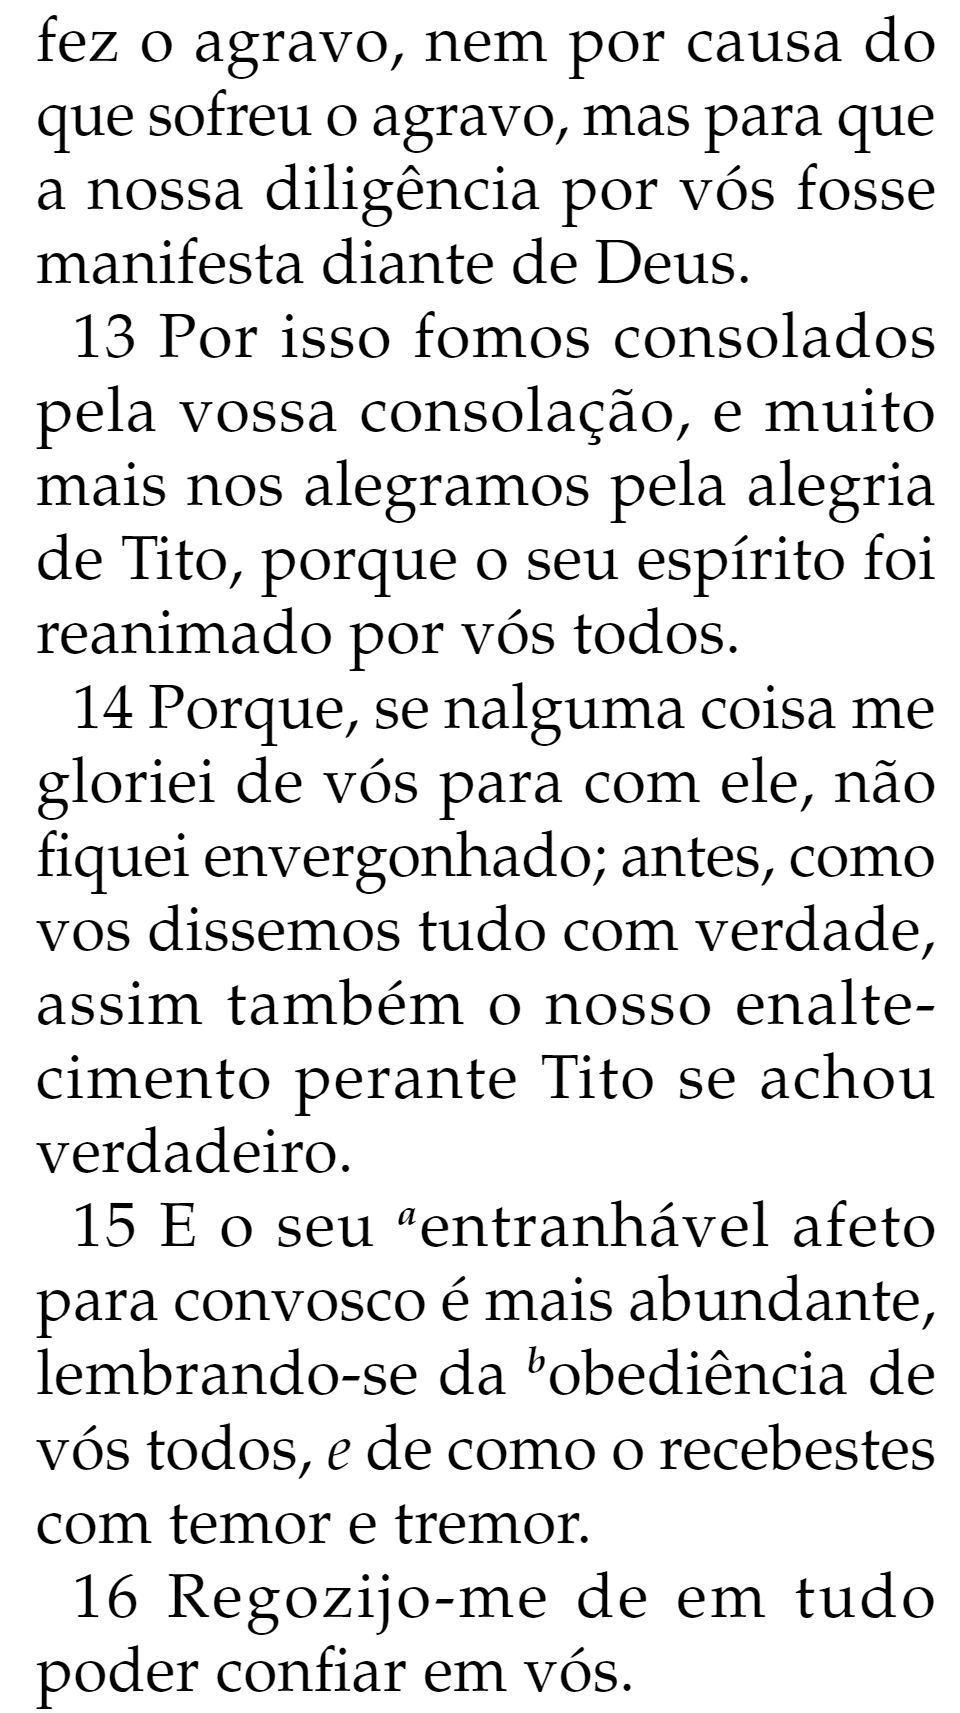 fez o agravo, nem por causa do
que sofreu o agravo, mas para que
a nossa diligência por vós fosse
manifesta diante de Deus.
13 Por isso fomos consolados
pela vossa consolação, e muito
mais nos alegramos pela alegria
de Tito, porque o seu espírito foi
reanimado por vós todos.
14 Porque, se nalguma coisa me
gloriei de vós para com ele, não
fiquei envergonhado; antes, como
vos dissemos tudo com verdade,
assim também o nosso enalte-
cimento perante Tito se achou
verdadeiro.
15 E o seu aentranhável afeto
para convosco é mais abundante,
lembrando-se da bobediência de
vós todos, e de como o recebestes
com temor e tremor.
16 Regozijo-me de em tudo
poder confiar em vós.